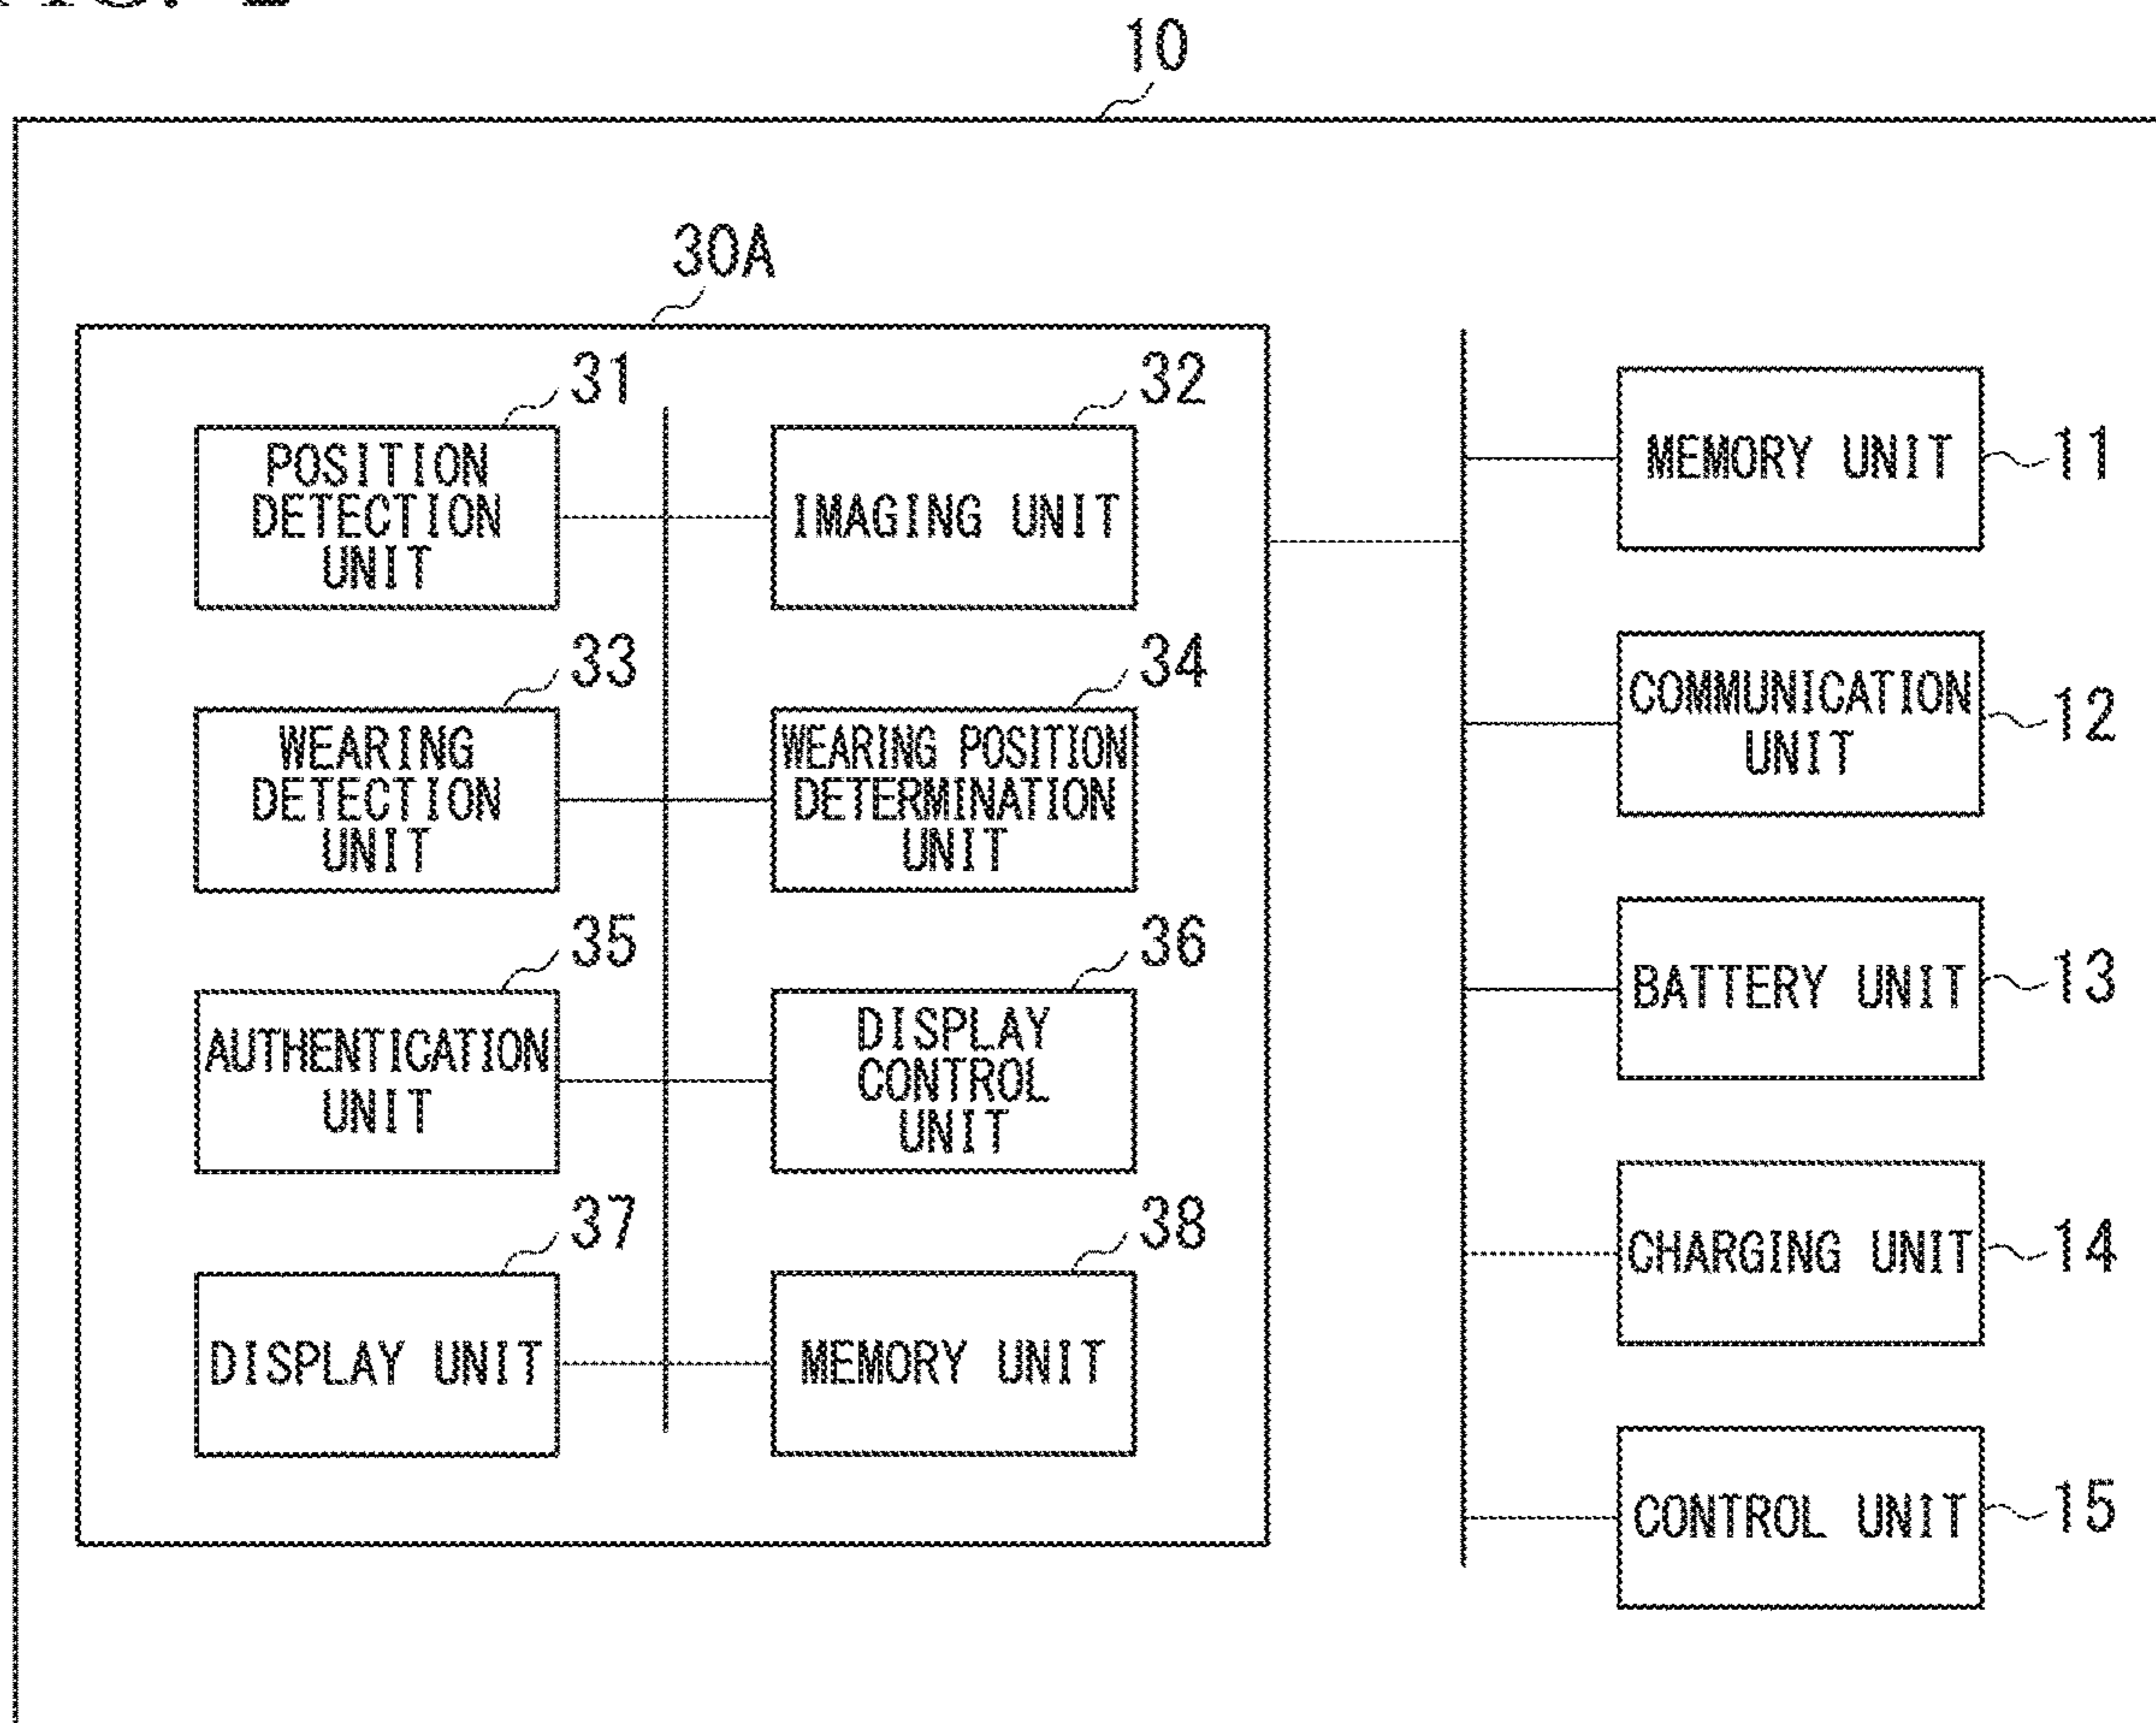 10
30A
31
POSITION
DETECTION
UNIT
32
IMAGING UNIT
33
WEARING
DETECTION
UNIT
34
WEARING POSITION
DETERMINATION
UNIT
35
AUTHENTICATION
UNIT
36
DISPLAY
CONTROL
UNIT
37
DISPLAY UNIT
38
MEMORY UNIT
MEMORY UNIT
11
COMMUNICATION
UNIT
12
BATTERY UNIT
13
CHARGING UNIT
14
CONTROL UNIT
15